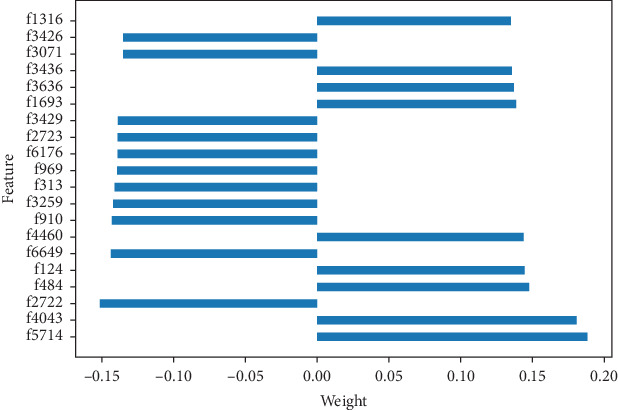 f1316
f3426
f3071
f3436
f3636
f1693
f3429
f2723
f6176
f969
f313
f3259
f910
f4460
f6649
f124
f484
f2722
f4043
f5714
Feature
–0.15 –0.10 –0.05 0.00 0.05 0.10 0.15 0.20
Weight